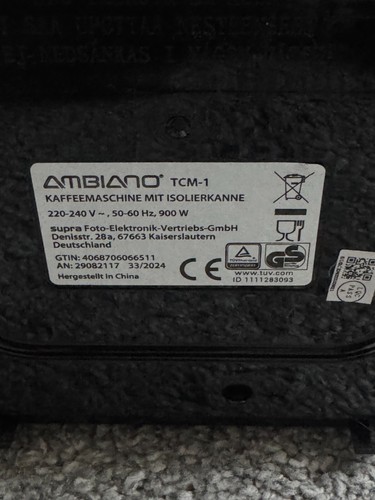 AMBIANO® TCM-1
KAFFEEMASCHINE MIT ISOLIERKANNE
220-240 V ~ , 50-60 Hz, 900 W
supra Foto-Elektronik-Vertriebs-GmbH
Denisstr. 28a, 67663 Kaiserslautern
Deutschland
GTIN: 4068706066511
AN: 29082117 33/2024
Hergestellt in China
CE
GS
www.tuv.com
ID 1111283093